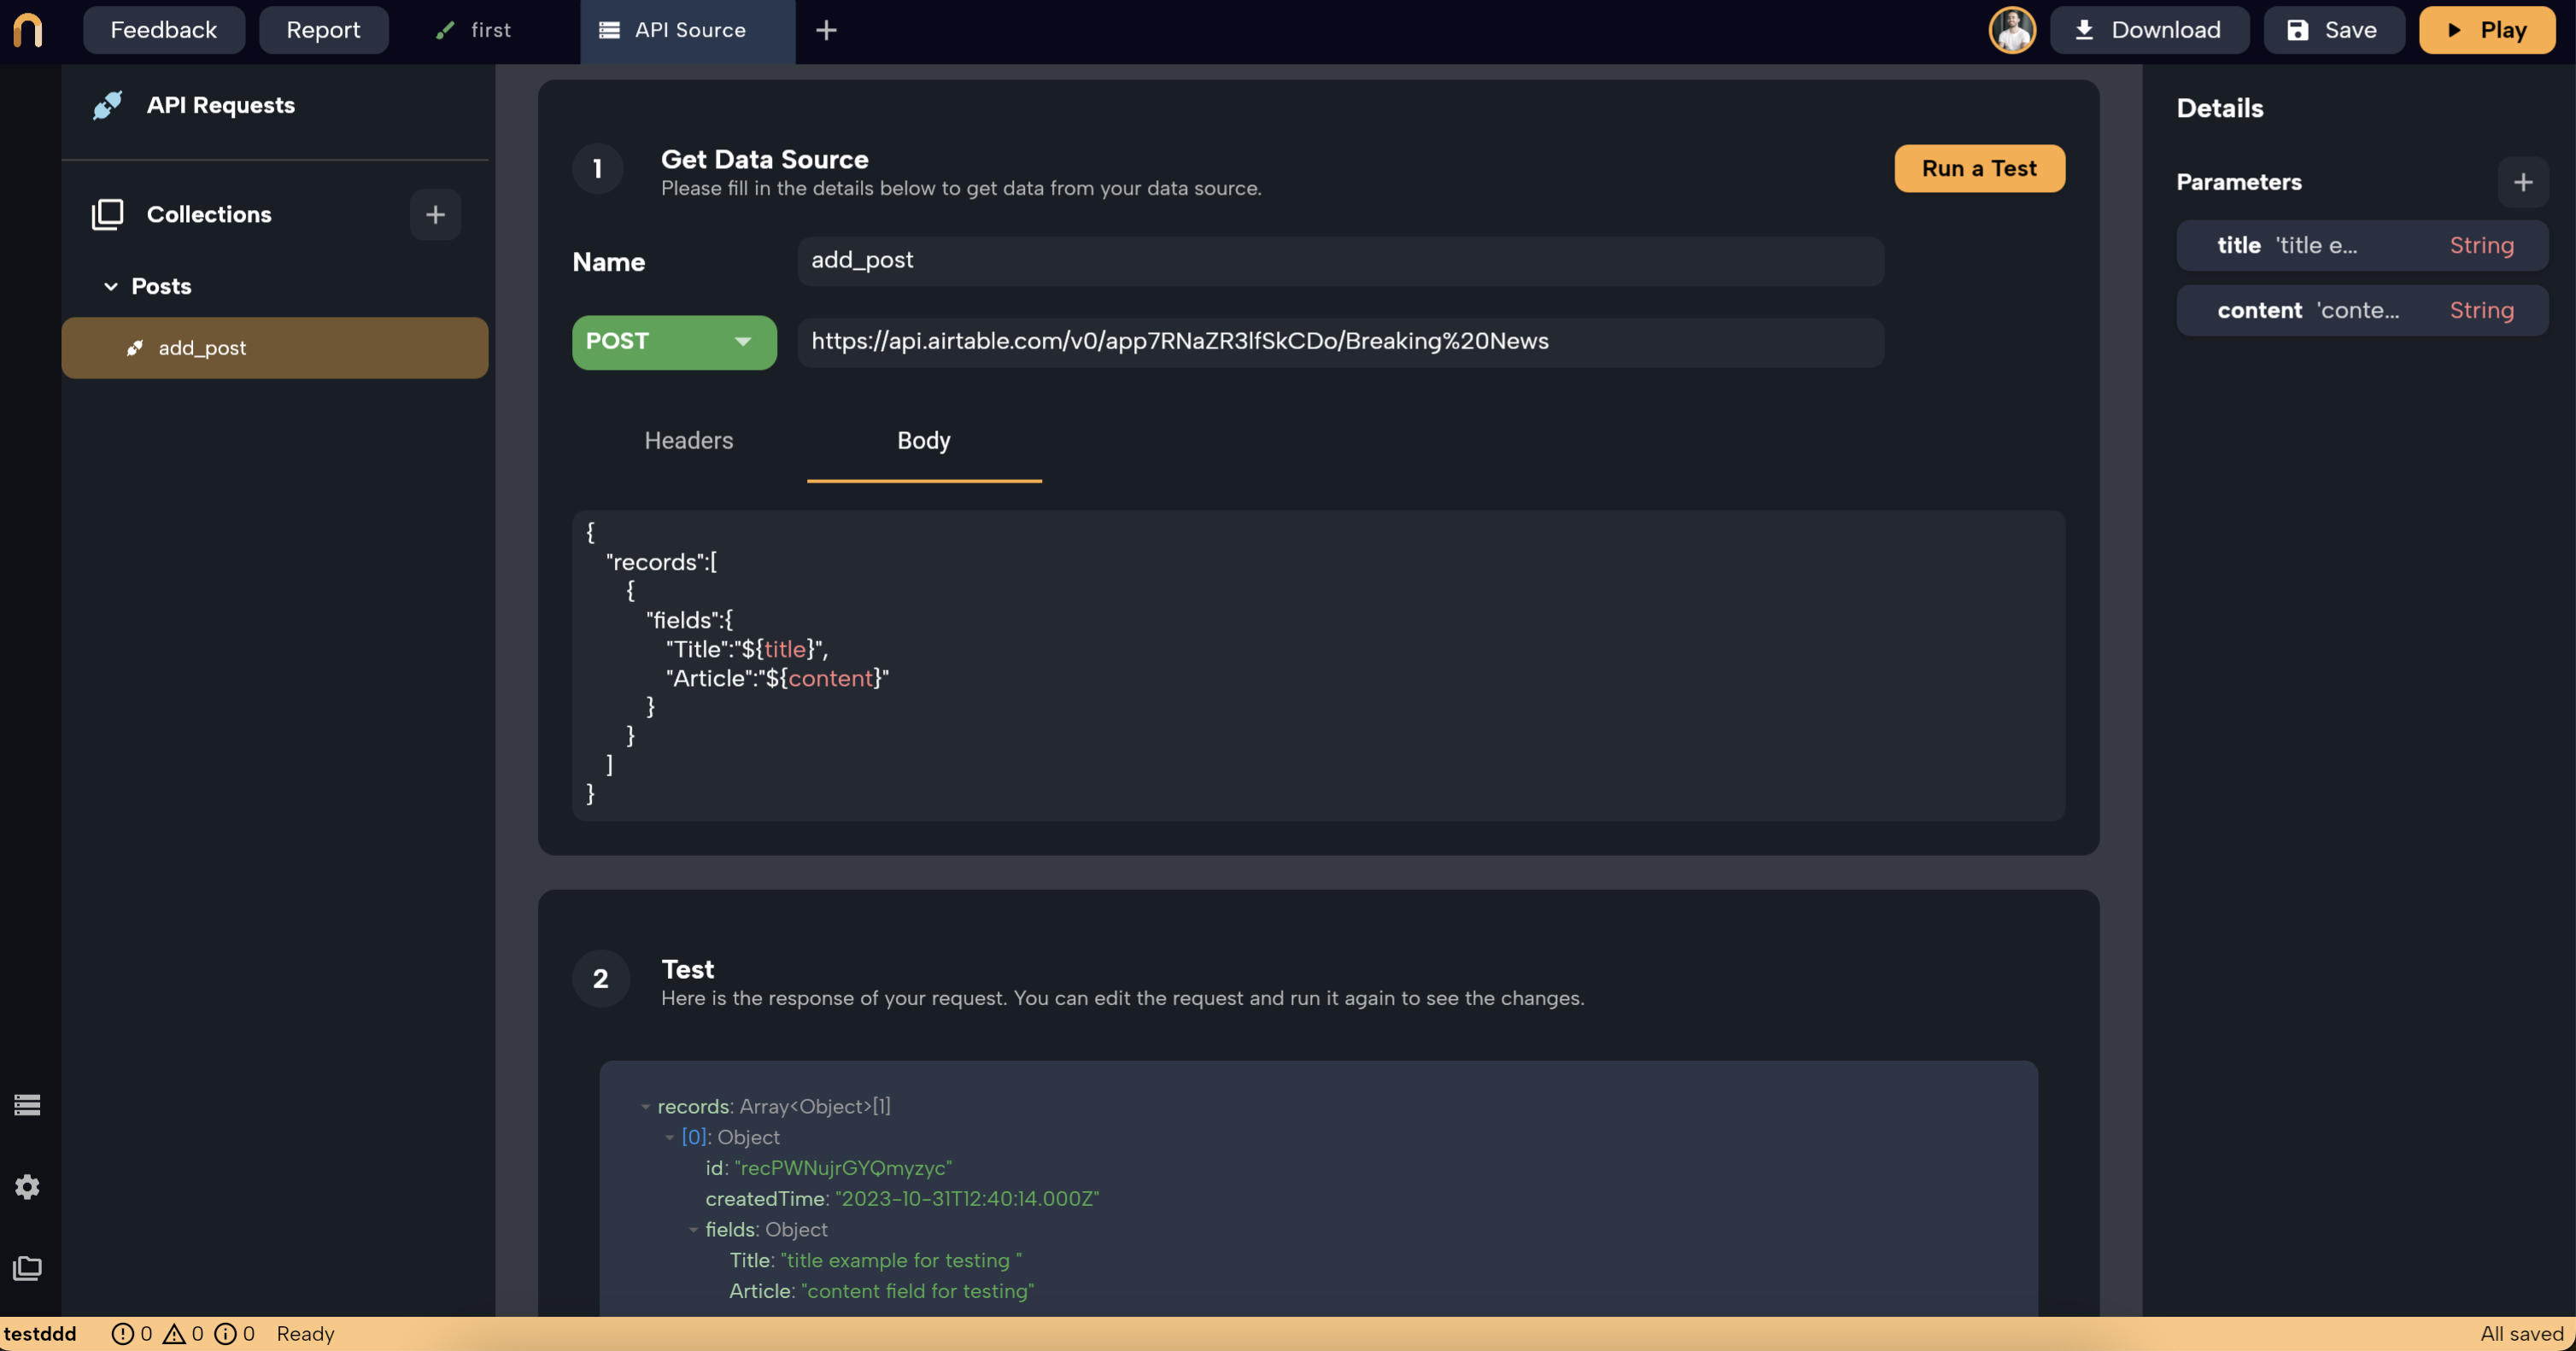 Feedback
Report
first
API Source
Download
Save
Play
API Requests
Collections
Posts
add_post
1
Get Data Source
Please fill in the details below to get data from your data source.
Run a Test
Name
add_post
POST
https://api.airtable.com/v0/app7RNaZR3lfSkCDo/Breaking%20News
Headers
Body
{
"records":[
{
"fields":{
"Title":"${title}",
"Article":"${content}"
}
}
]
}
2
Test
Here is the response of your request. You can edit the request and run it again to see the changes.
records: Array<Object>[1]
[0]: Object
id: "recPWNujrGYQmyzyc"
createdTime: "2023-10-31T12:40:14.000Z"
fields: Object
Title: "title example for testing "
Article: "content field for testing"
Details
Parameters
title 'title e... String
content 'conte... String
testddd 0 0 0 Ready
All saved